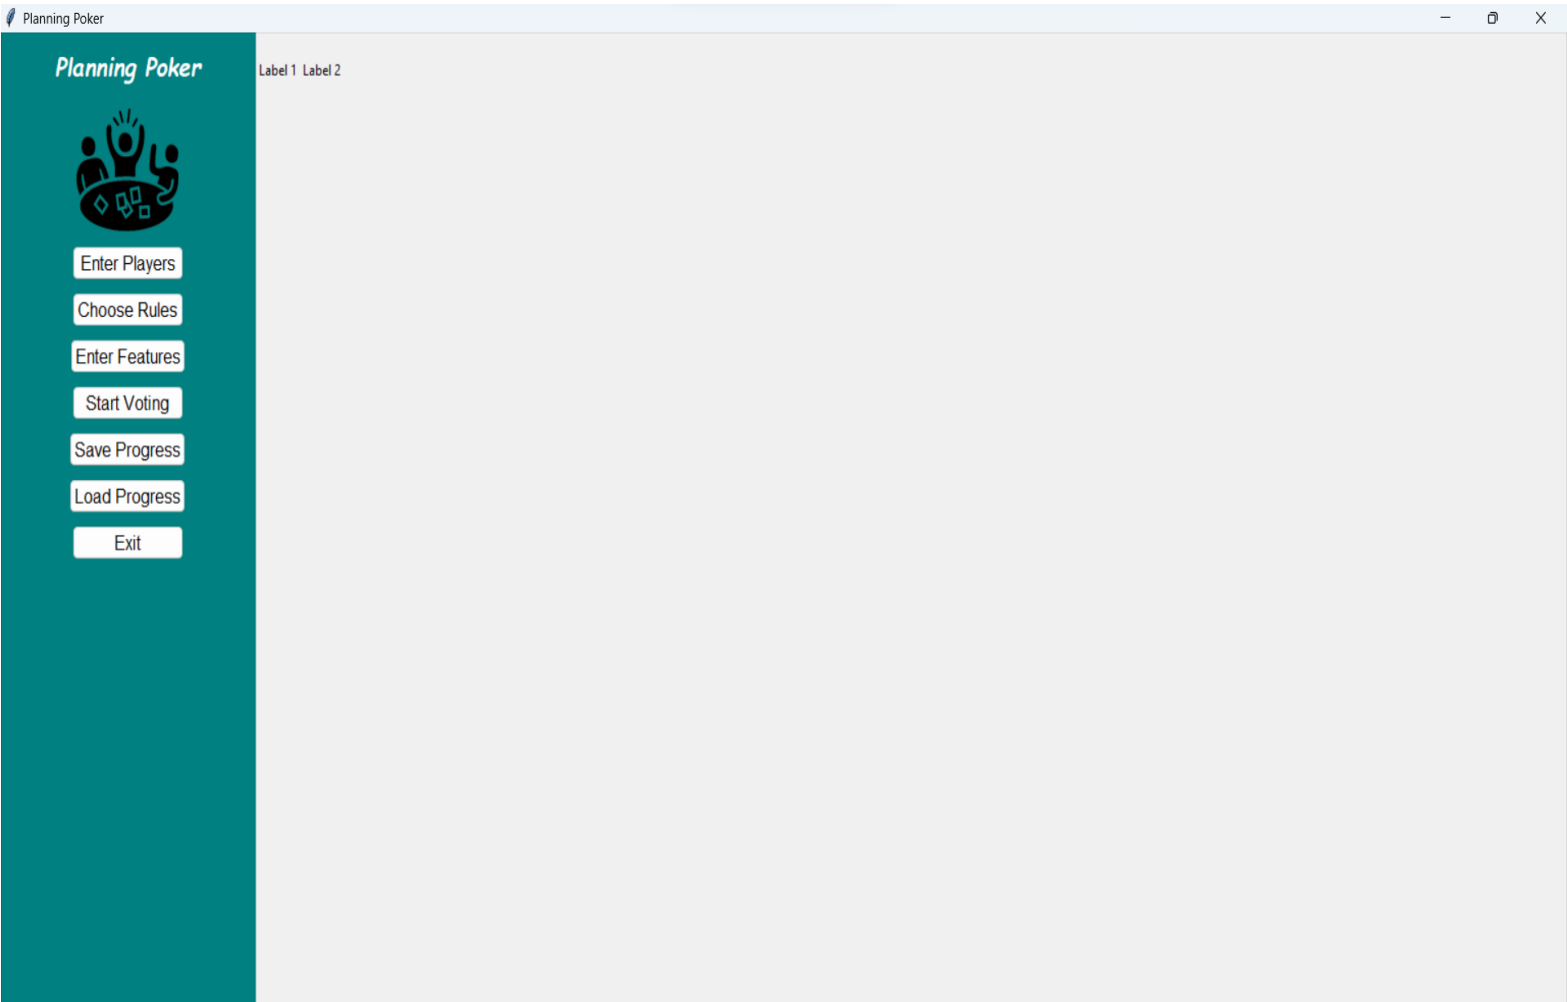 Planning Poker
Planning Poker
Label 1 Label 2
Enter Players
Choose Rules
Enter Features
Start Voting
Save Progress
Load Progress
Exit